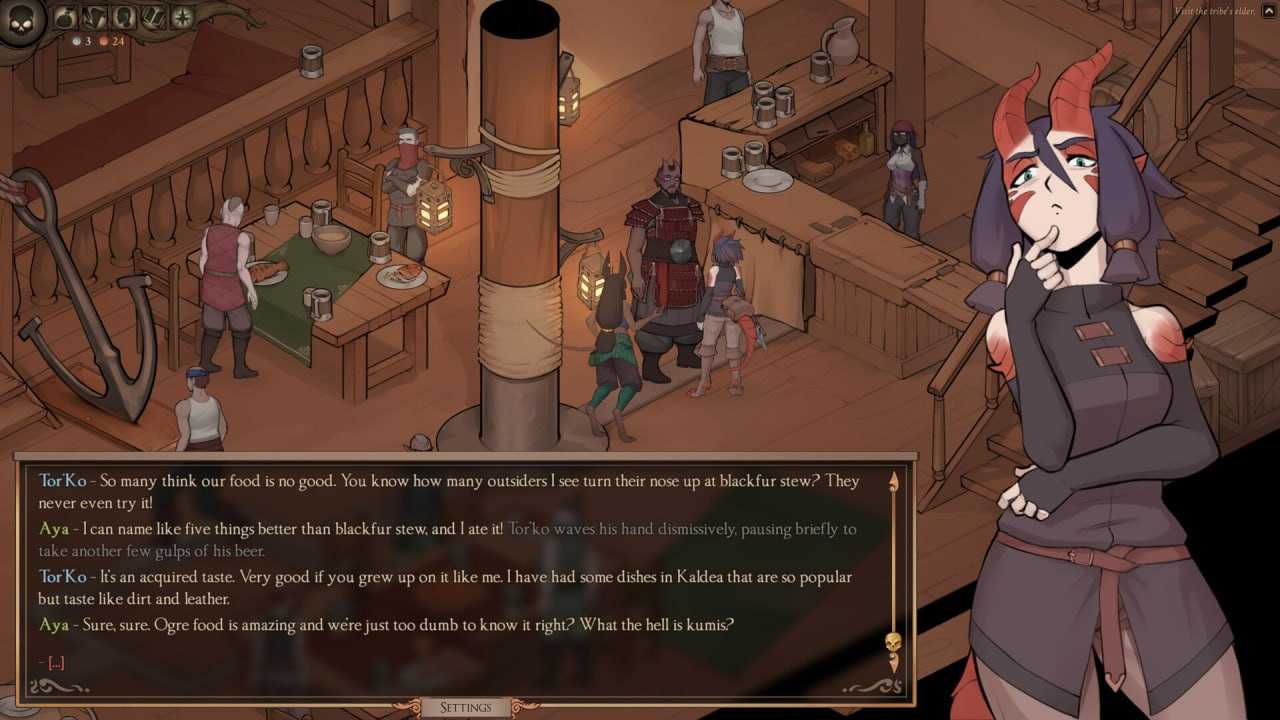 3 24
Visit the tribe's elder.
Tor'Ko - So many think our food is no good. You know how many outsiders I see turn their nose up at blackfur stew? They
never even try it!
Aya - I can name like five things better than blackfur stew, and I ate it! Tor'ko waves his hand dismissively, pausing briefly to
take another few gulps of his beer.
Tor'Ko - It's an acquired taste. Very good if you grew up on it like me. I have had some dishes in Kaldea that are so popular
but taste like dirt and leather.
Aya - Sure, sure. Ogre food is amazing and we're just too dumb to know it right? What the hell is kumis?
- [...]
Settings